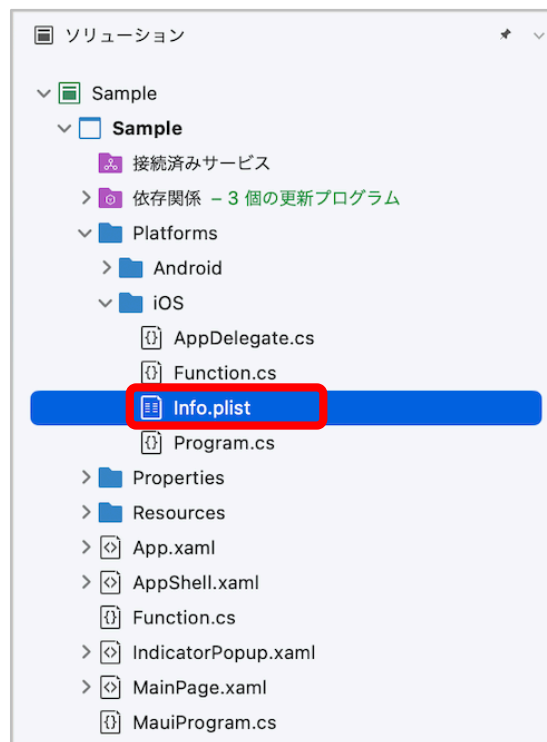 ソリューション
Sample
Sample
接続済みサービス
依存関係 – 3 個の更新プログラム
Platforms
Android
iOS
AppDelegate.cs
Function.cs
Info.plist
Program.cs
Properties
Resources
App.xaml
AppShell.xaml
Function.cs
IndicatorPopup.xaml
MainPage.xaml
MauiProgram.cs